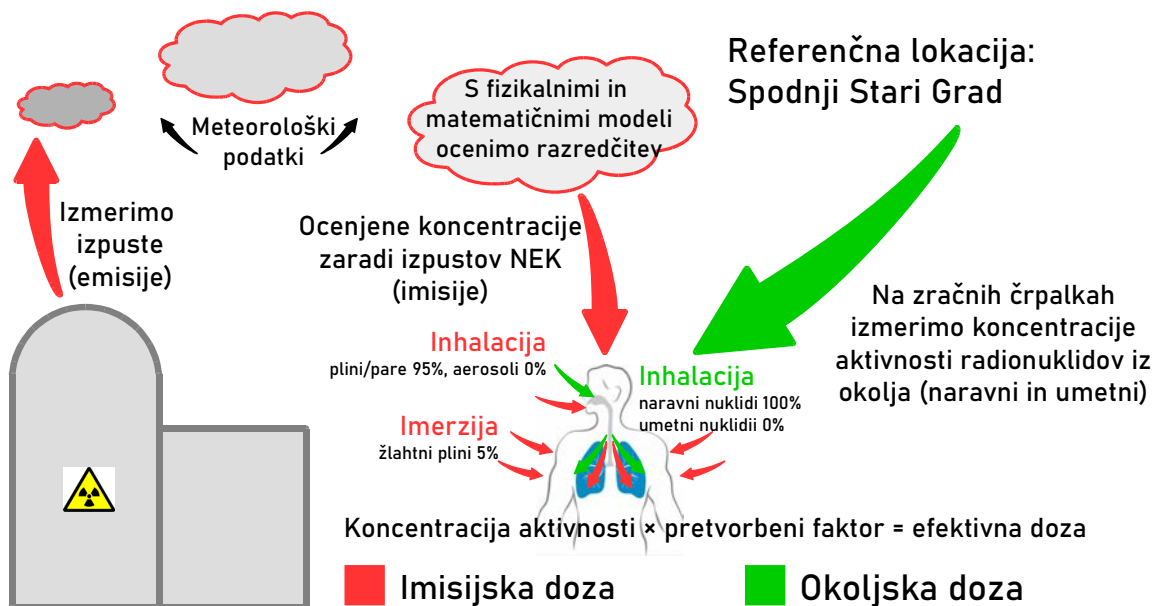 Referenčna lokacija:
Spodnji Stari Grad
Meteorološki
podatki
S fizikalnimi in
matematičnimi modeli
ocenimo razredčitev
Izmerimo
izpuste
(emisije)
Ocenjene koncentracije
zaradi izpustov NEK
(imisije)
Na zračnih črpalkah
izmerimo koncentracije
aktivnosti radionuklidov iz
okolja (naravni in umetni)
Inhalacija
plini/pare 95%, aerosoli 0%
Inhalacija
naravni nuklidi 100%
umetni nuklidii 0%
Imerzija
žlahtni plini 5%
Koncentracija aktivnosti × pretvorbeni faktor = efektivna doza
Imisijska doza
Okoljska doza